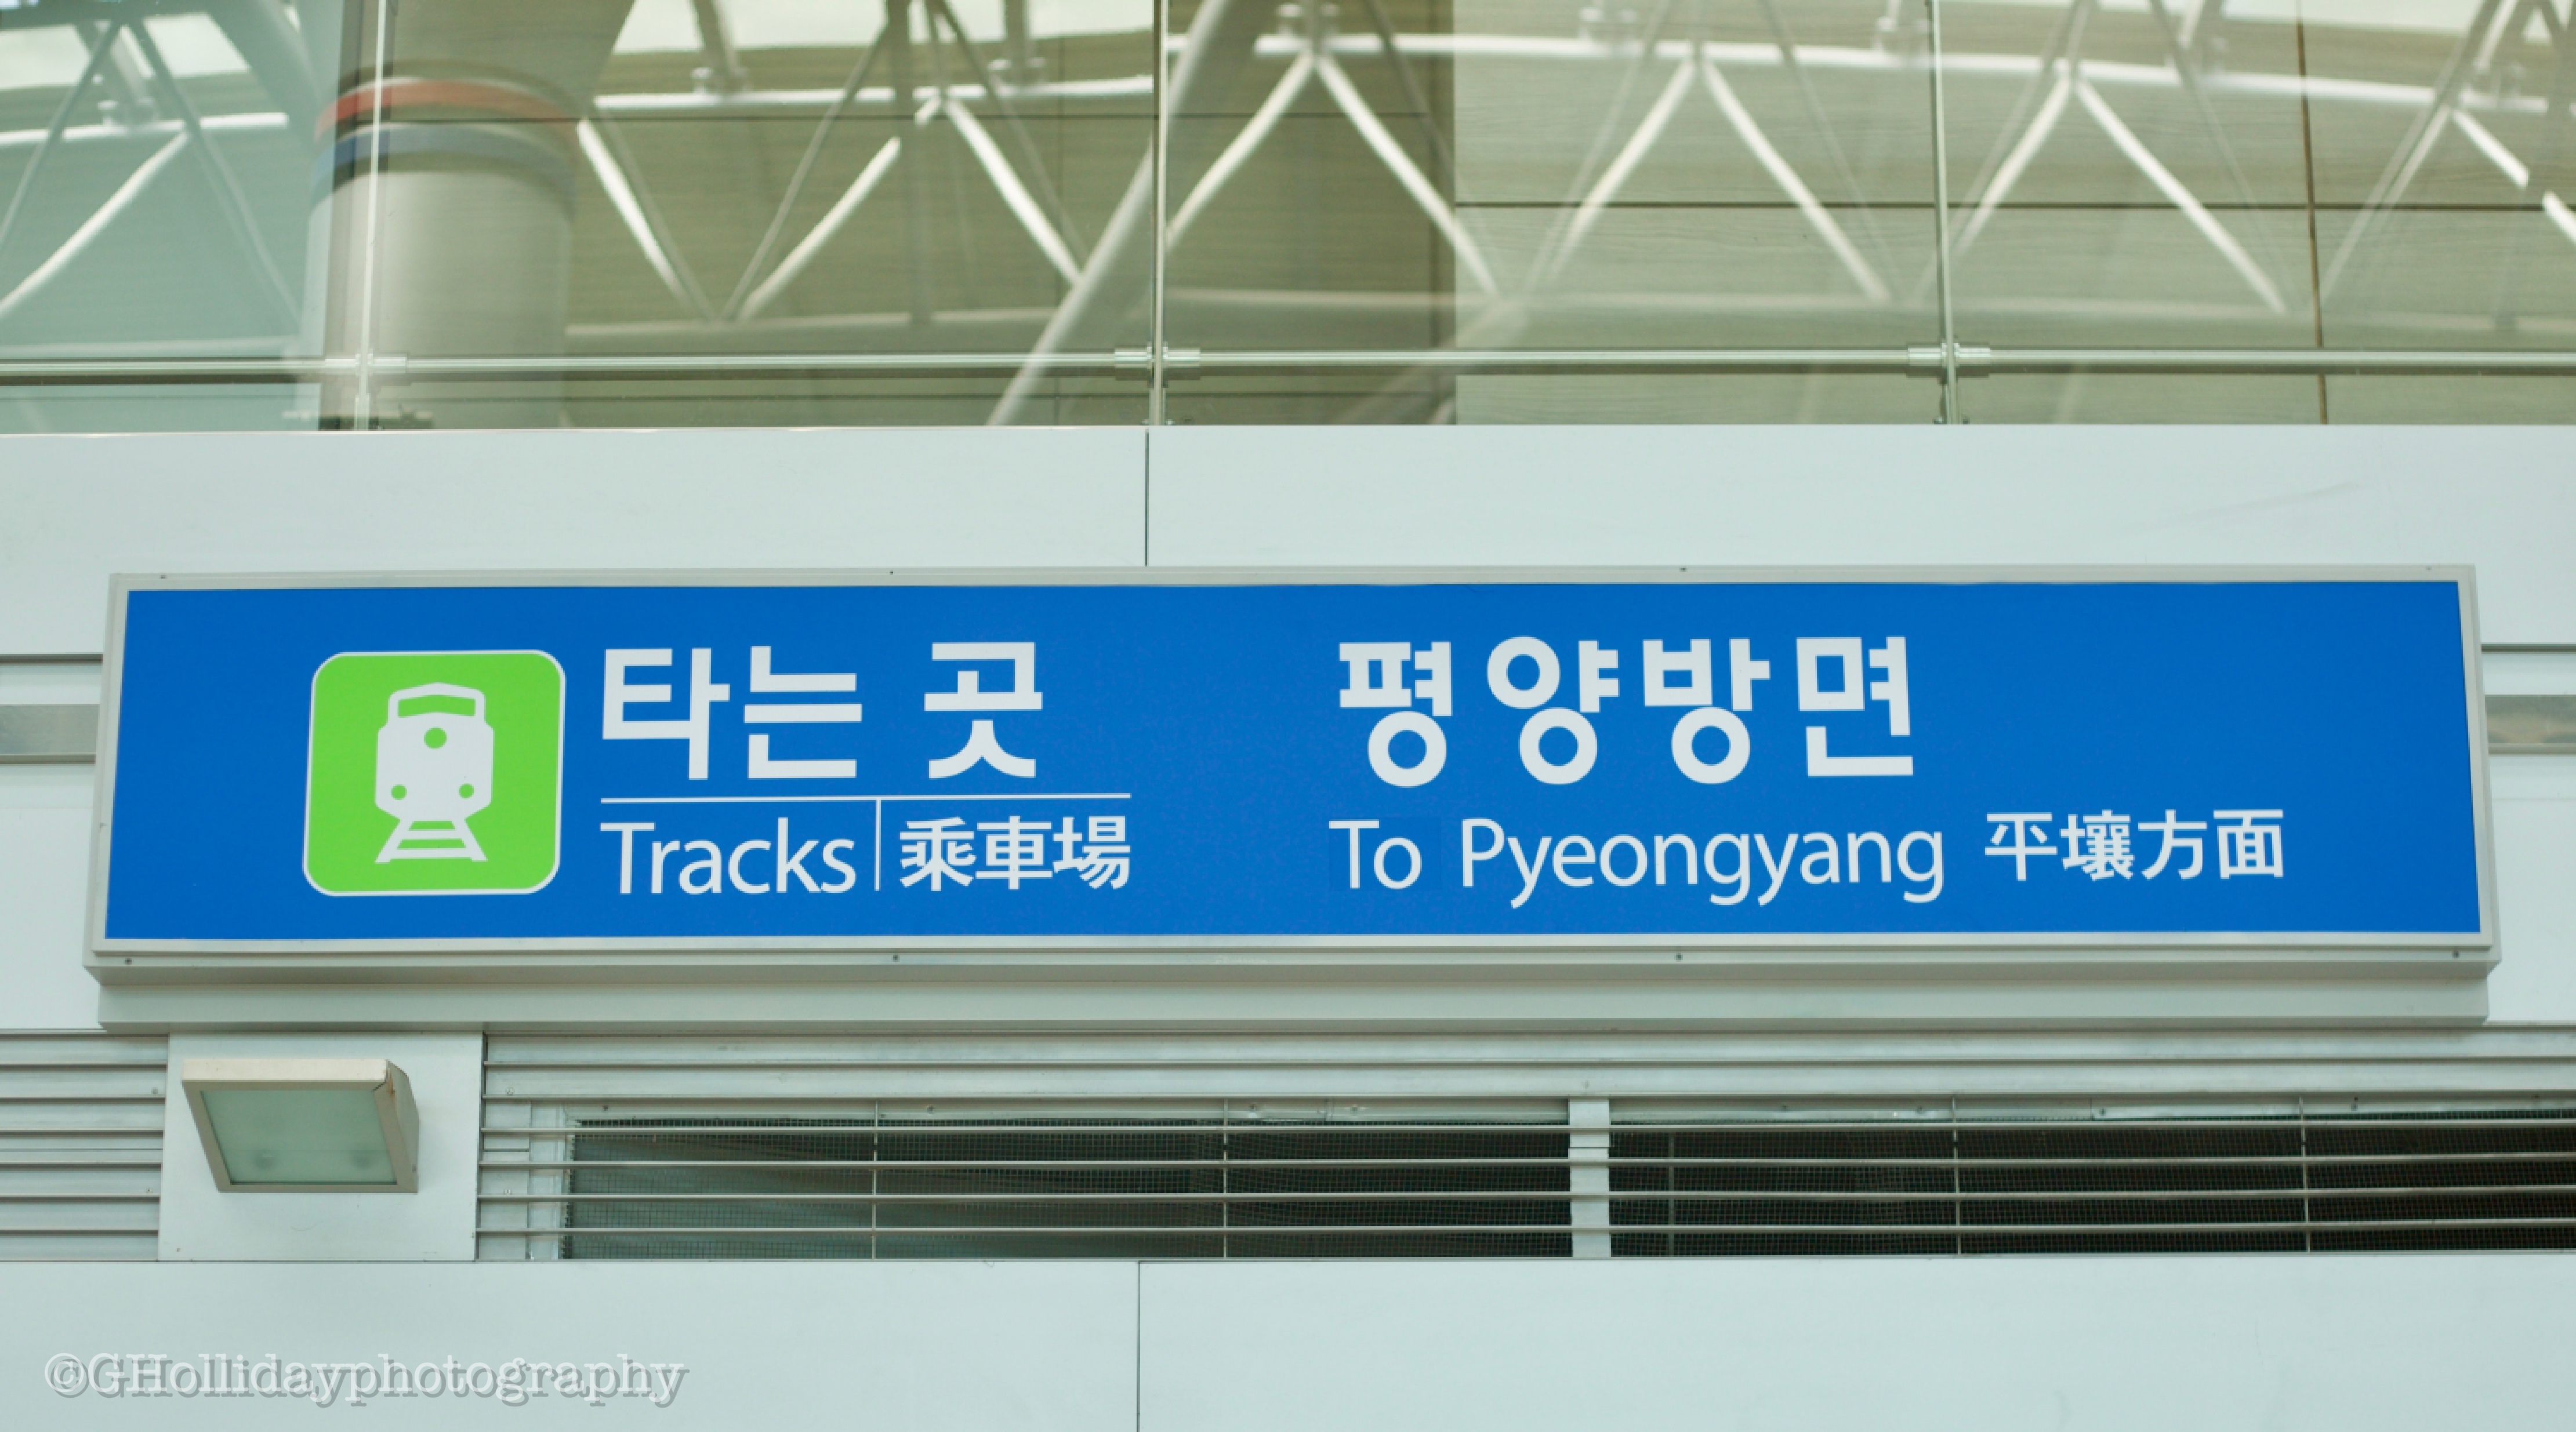 타는 곳
Tracks 乘車場
평양방면
To Pyeongyang 平壤方面
©GHollidayphotography